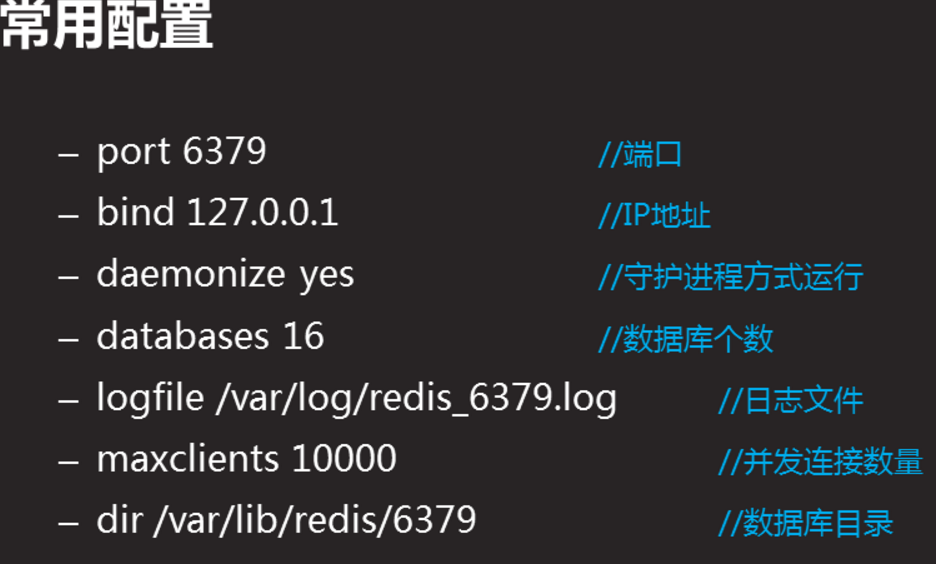 常用配置
– port 6379 //端口
– bind 127.0.0.1 //IP地址
– daemonize yes //守护进程方式运行
– databases 16 //数据库个数
– logfile /var/log/redis_6379.log //日志文件
– maxclients 10000 //并发连接数量
– dir /var/lib/redis/6379 //数据库目录